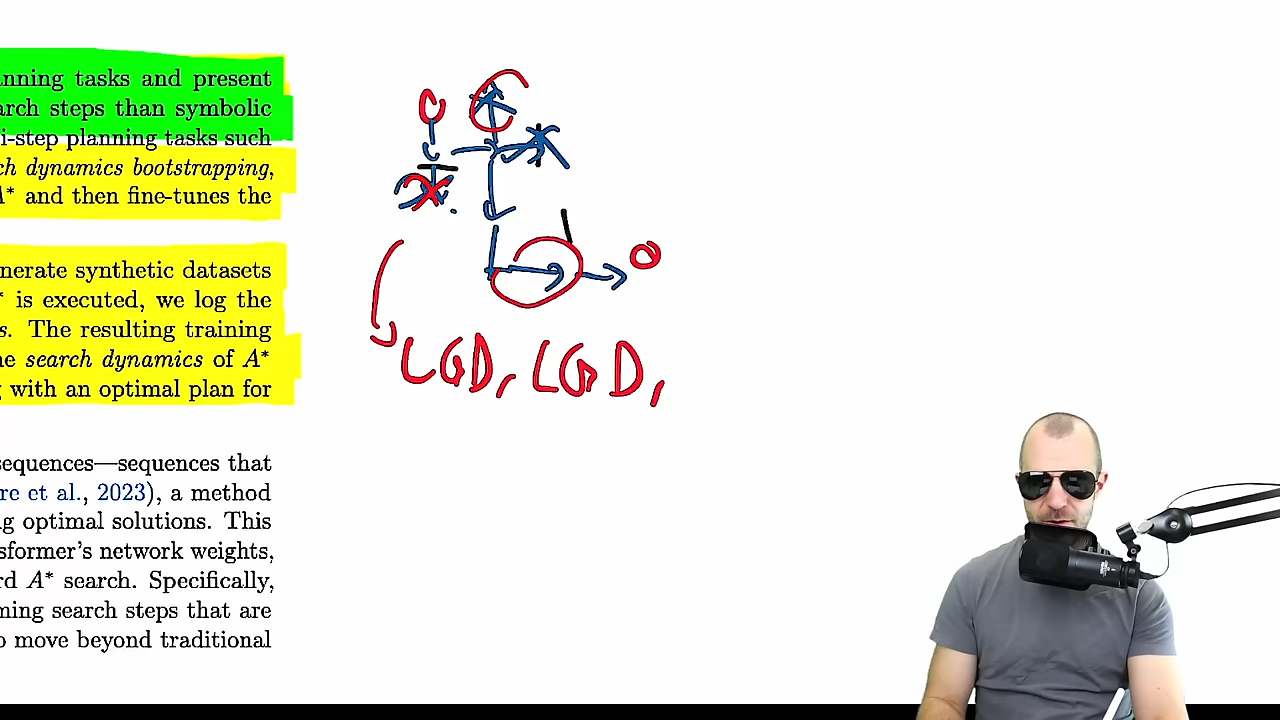 nning tasks and present
arch steps than symbolic
i-step planning tasks such
ch dynamics bootstrapping,
A* and then fine-tunes the
nerate synthetic datasets
* is executed, we log the
s. The resulting training
ne search dynamics of A*
g with an optimal plan for
sequences—sequences that
re et al., 2023), a method
ng optimal solutions. This
sformer's network weights,
rd A* search. Specifically,
ming search steps that are
o move beyond traditional
LGD, LGD,